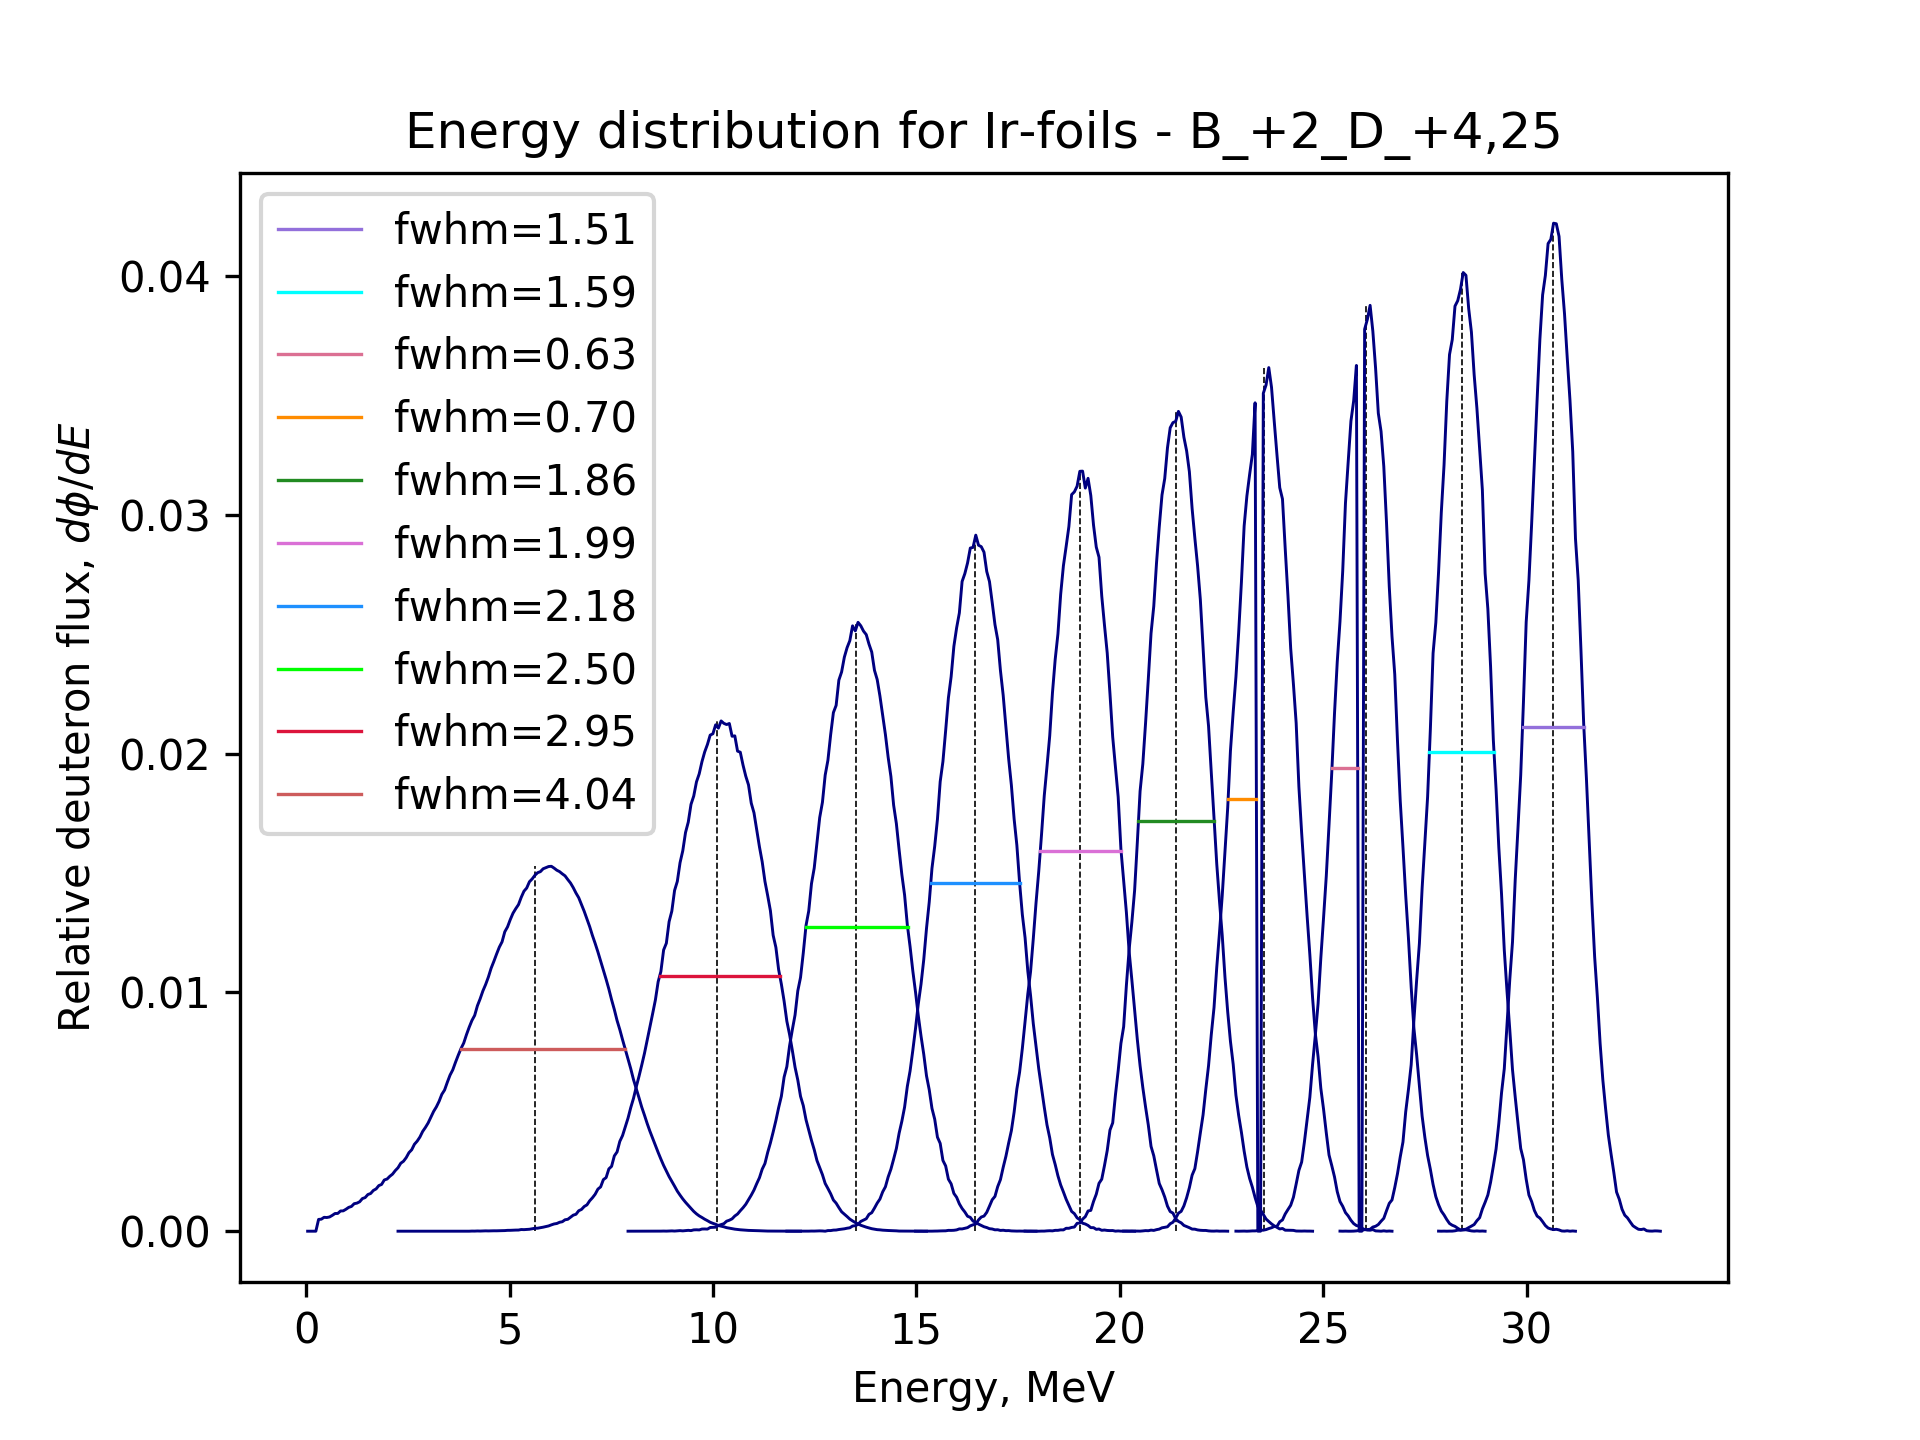 Energy distribution for Ir-foils - B_+2_D_+4,25
fwhm=1.51
fwhm=1.59
fwhm=0.63
fwhm=0.70
fwhm=1.86
fwhm=1.99
fwhm=2.18
fwhm=2.50
fwhm=2.95
fwhm=4.04
Relative deuteron flux, dϕ/dE
0.04
0.03
0.02
0.01
0.00
0 5 10 15 20 25 30
Energy, MeV